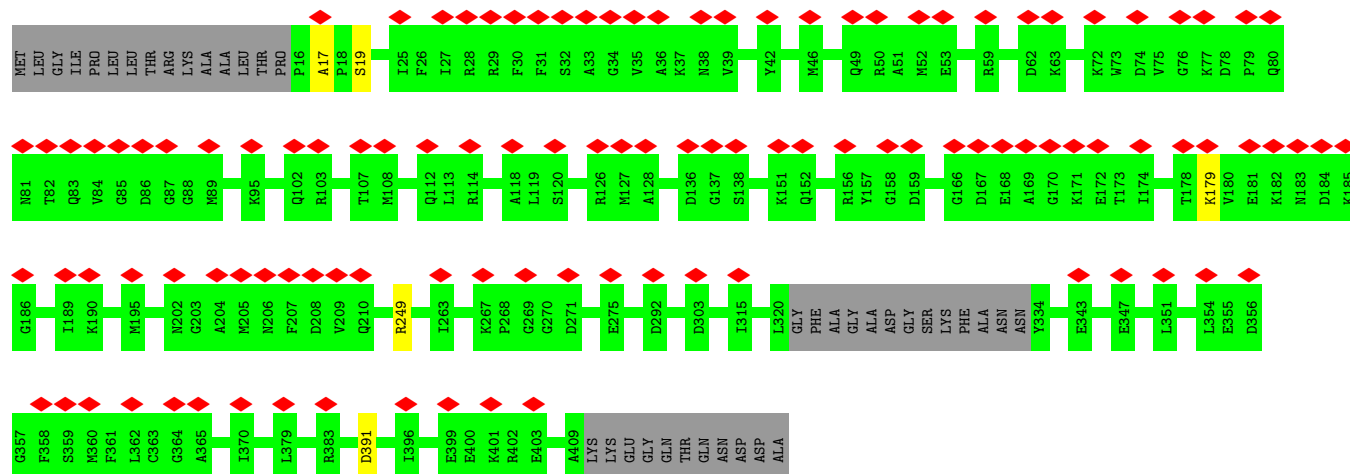 MET LEU GLY ILE PRO LEU LEU THR ARG LYS ALA ALA LEU THR PRO P16 A17 P18 S19 I25 F26 I27 R28 R29 F30 F31 S32 A33 G34 V35 A36 K37 N38 V39 Y42 M46 Q49 R50 A51 M52 E53 R59 D62 K63 K72 W73 D74 V75 G76 K77 D78 P79 Q80
N81 T82 Q83 V84 G85 D86 G87 G88 M89 K95 Q102 R103 T107 M108 Q112 L113 R114 A118 L119 S120 R126 M127 A128 D136 G137 S138 K151 Q152 R156 Y157 G158 D159 G166 D167 E168 A169 G170 K171 E172 T173 I174 T178 K179 V180 E181 K182 N183 D184 K185
G186 I189 K190 M195 N202 G203 A204 M205 N206 F207 D208 V209 Q210 R249 I263 K267 P268 G269 G270 D271 E275 D292 D303 I315 L320 GLY PHE ALA GLY ALA ASP GLY SER LYS PHE ALA ASN ASN Y334 E343 E347 L351 L354 E355 D356
G357 F358 S359 M360 F361 L362 C363 G364 A365 I370 L379 R383 D391 I396 E399 E400 K401 R402 E403 A409 LYS LYS GLU GLY GLN THR GLN ASN ASP ASP ALA